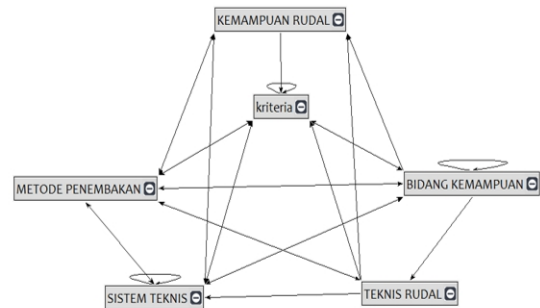 KEMAMPUAN RUDAL
kriteria
METODE PENEMBAKAN
BIDANG KEMAMPUAN
SISTEM TEKNIS
TEKNIS RUDAL